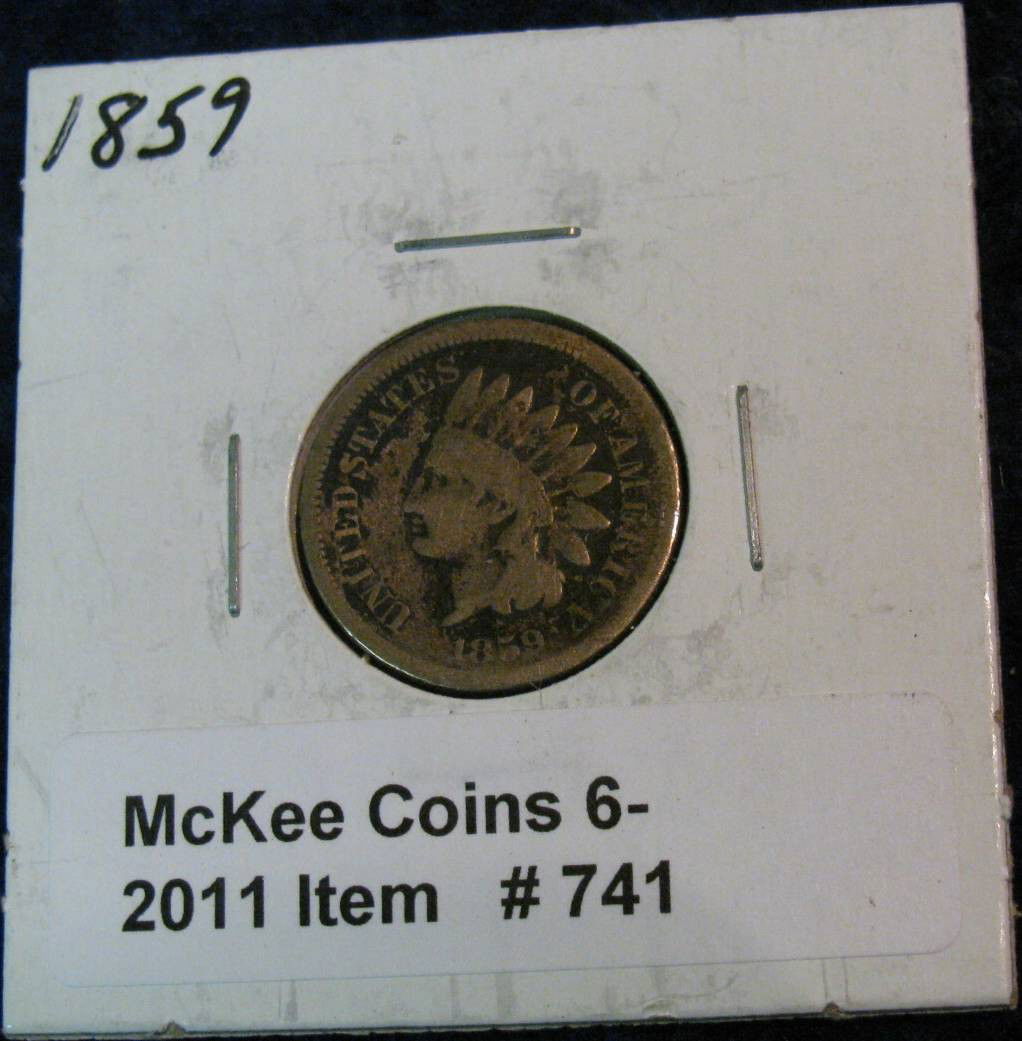 1859
UNITED STATES OF AMERICA
1859
McKee Coins 6-
2011 Item # 741